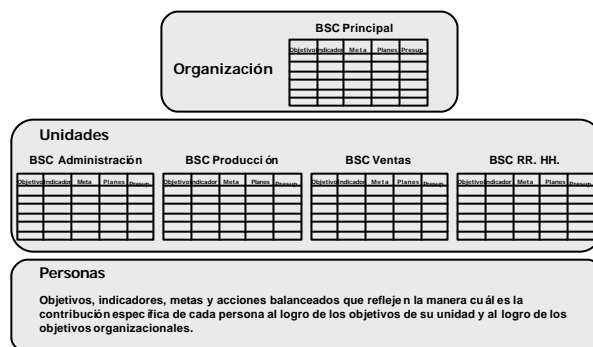 BSC Principal
Organización
Objetivo Indicador Meta Planes Presup
Unidades
BSC Administración BSC Producción BSC Ventas BSC RR. HH.
Objetivo Indicador Meta Planes Presup Objetivo Indicador Meta Planes Presup Objetivo Indicador Meta Planes Presup Objetivo Indicador Meta Planes Presup
Personas
Objetivos, indicadores, metas y acciones balanceados que reflejen la manera cuál es la
contribución específica de cada persona al logro de los objetivos de su unidad y al logro de los
objetivos organizacionales.